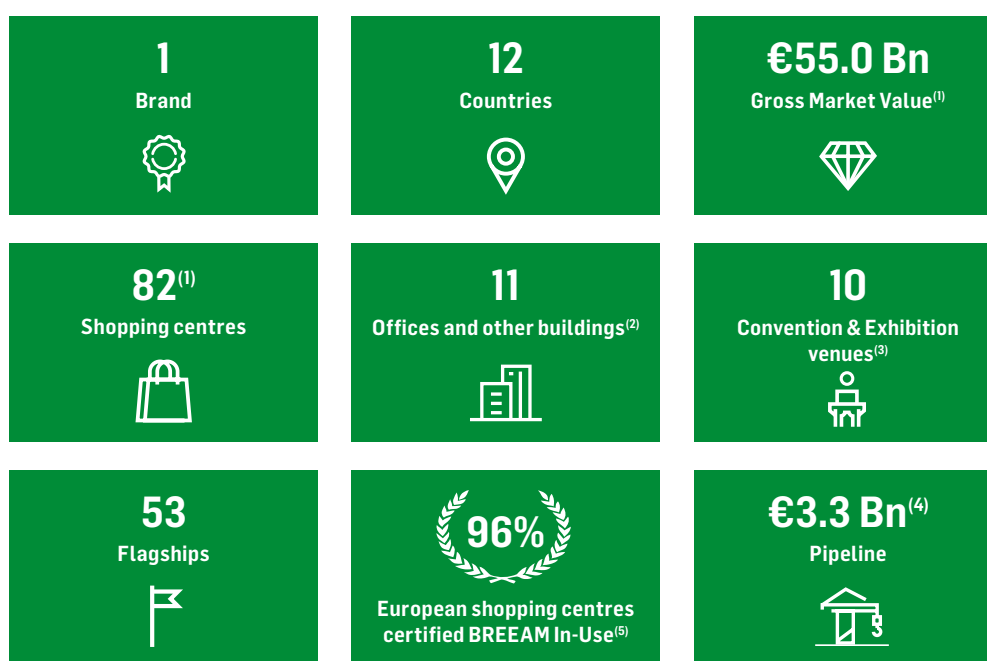 1
Brand
12
Countries
€55.0 Bn
Gross Market Value(1)
82(1)
Shopping centres
11
Offices and other buildings(2)
10
Convention & Exhibition
venues(3)
53
Flagships
96%
European shopping centres
certified BREEAM In-Use(5)
€3.3 Bn(4)
Pipeline